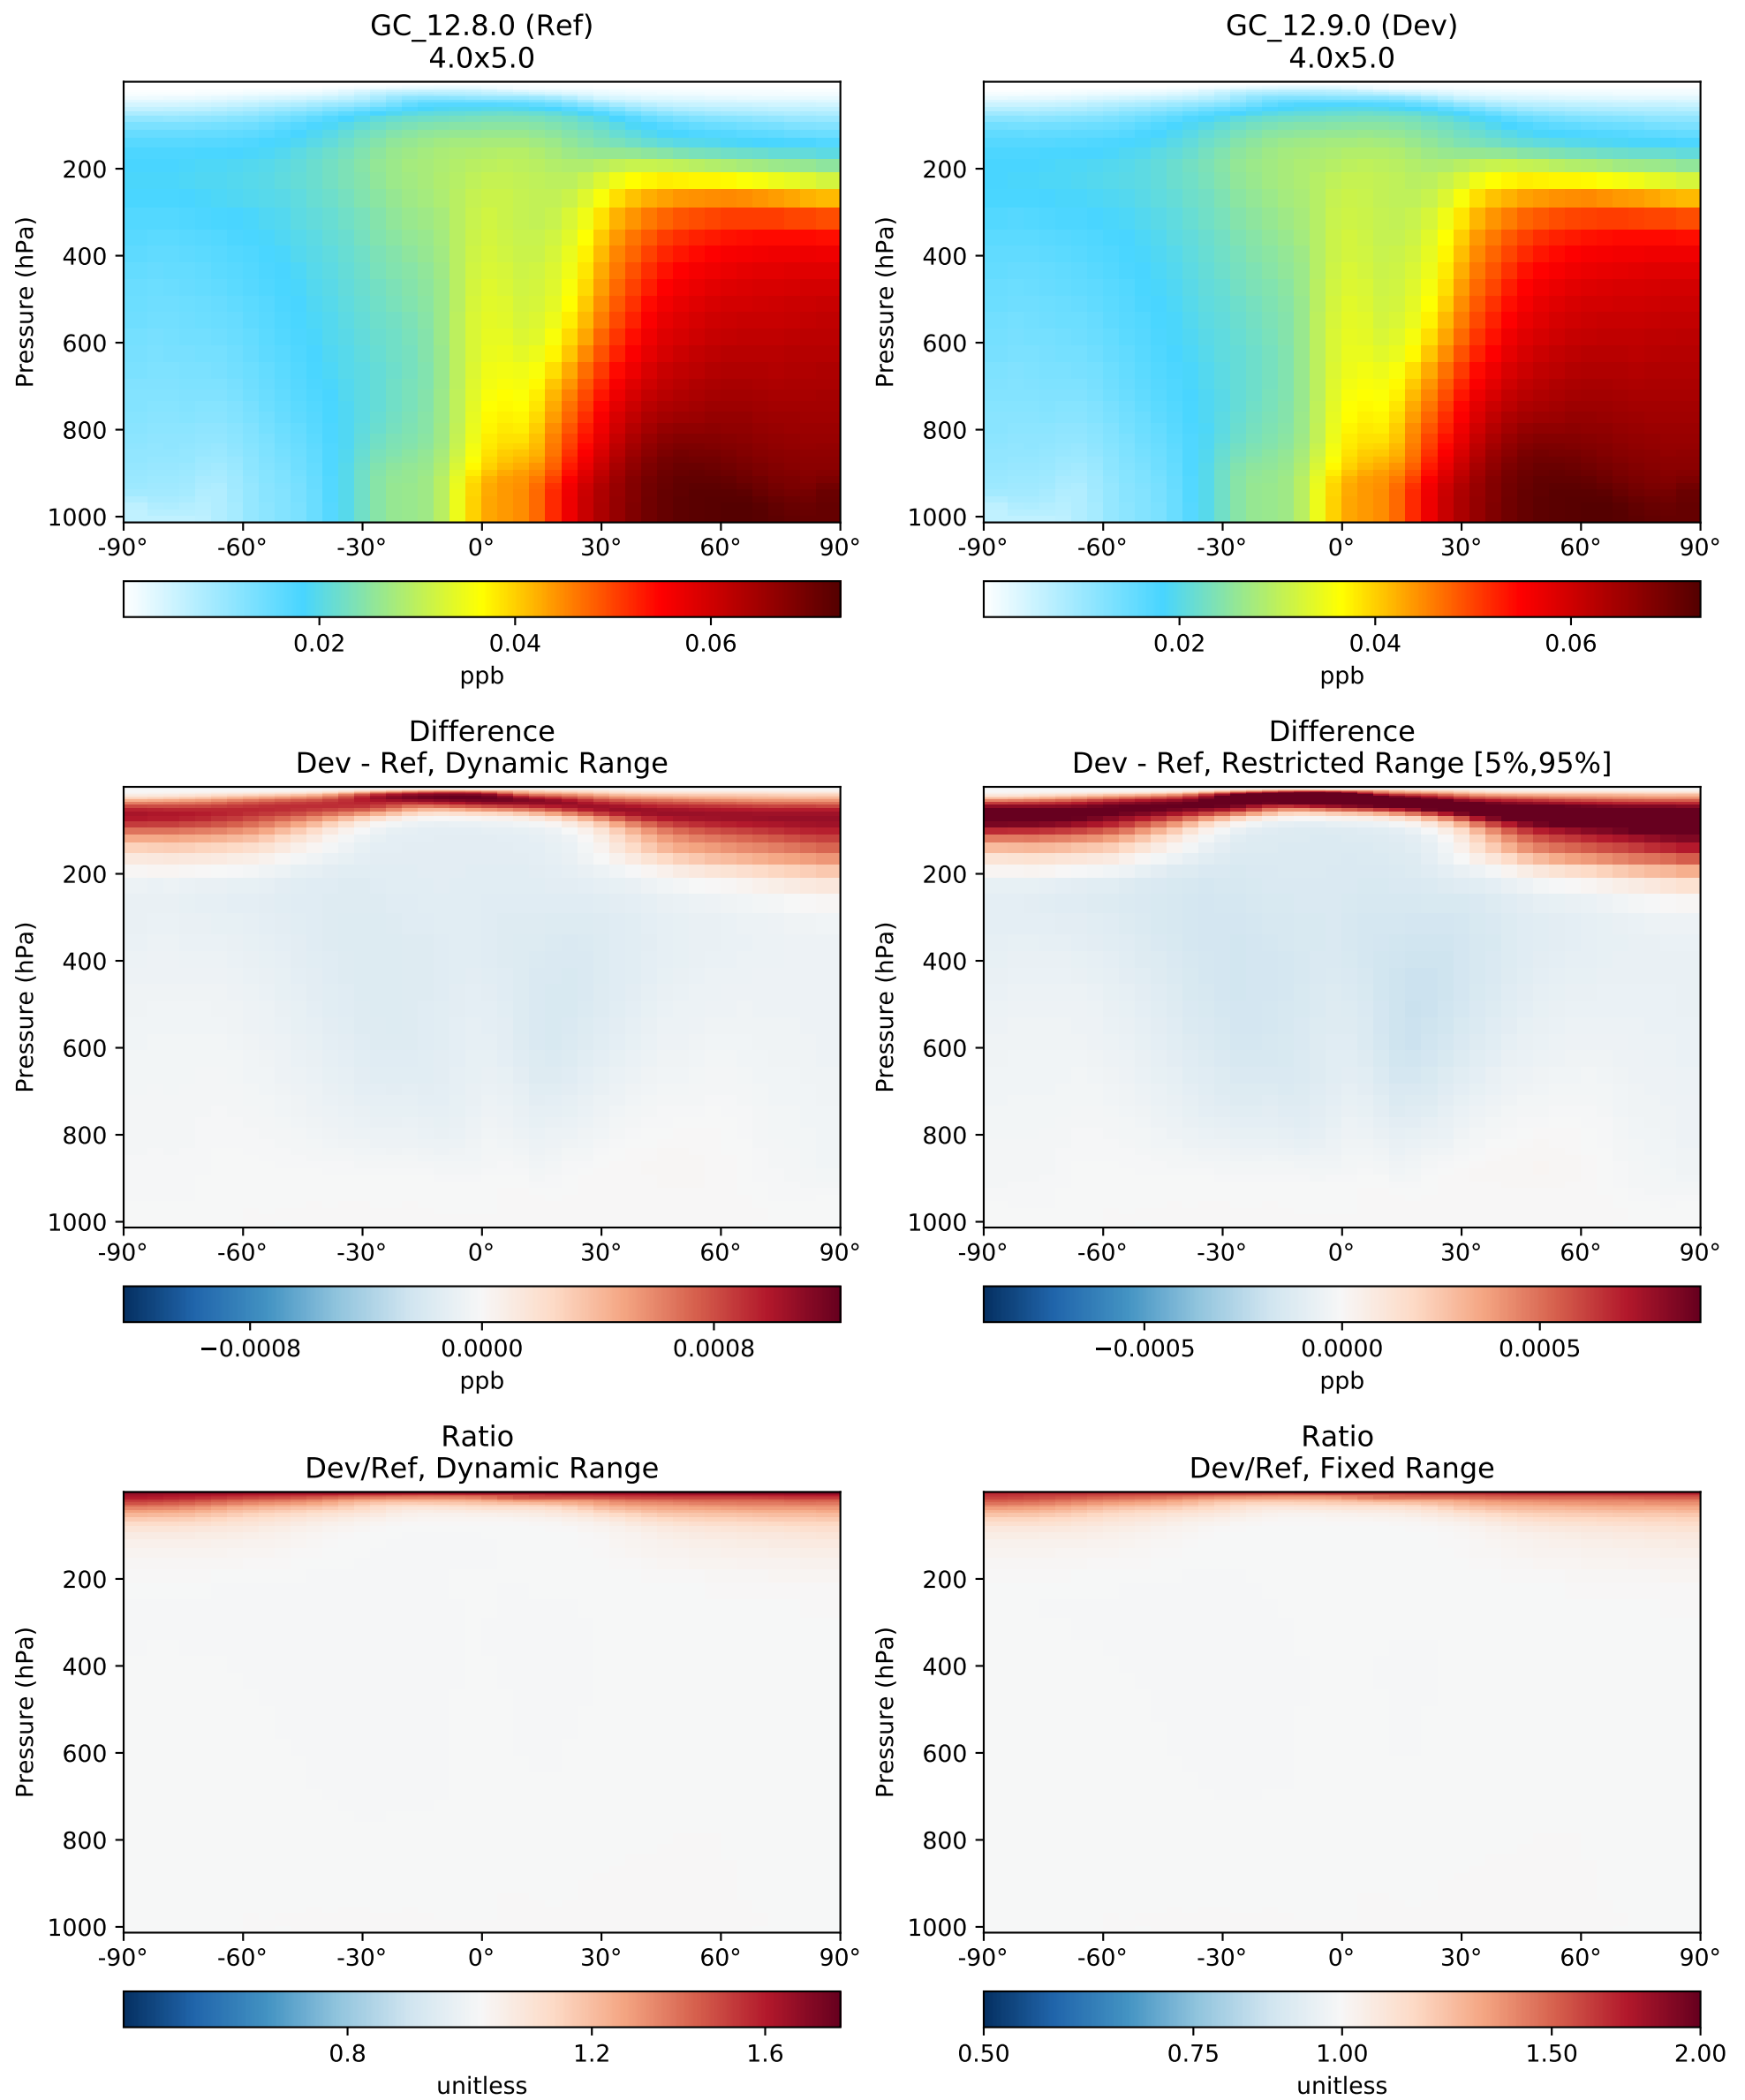 GC_12.8.0 (Ref)
4.0x5.0
Pressure (hPa)
200
400
600
800
1000
-90° -60° -30° 0° 30° 60° 90°
0.02 0.04 0.06
ppb
GC_12.9.0 (Dev)
4.0x5.0
Pressure (hPa)
200
400
600
800
1000
-90° -60° -30° 0° 30° 60° 90°
0.02 0.04 0.06
ppb
Difference
Dev - Ref, Dynamic Range
Pressure (hPa)
200
400
600
800
1000
-90° -60° -30° 0° 30° 60° 90°
−0.0008 0.0000 0.0008
ppb
Difference
Dev - Ref, Restricted Range [5%,95%]
Pressure (hPa)
200
400
600
800
1000
-90° -60° -30° 0° 30° 60° 90°
−0.0005 0.0000 0.0005
ppb
Ratio
Dev/Ref, Dynamic Range
Pressure (hPa)
200
400
600
800
1000
-90° -60° -30° 0° 30° 60° 90°
0.8 1.2 1.6
unitless
Ratio
Dev/Ref, Fixed Range
Pressure (hPa)
200
400
600
800
1000
-90° -60° -30° 0° 30° 60° 90°
0.50 0.75 1.00 1.50 2.00
unitless